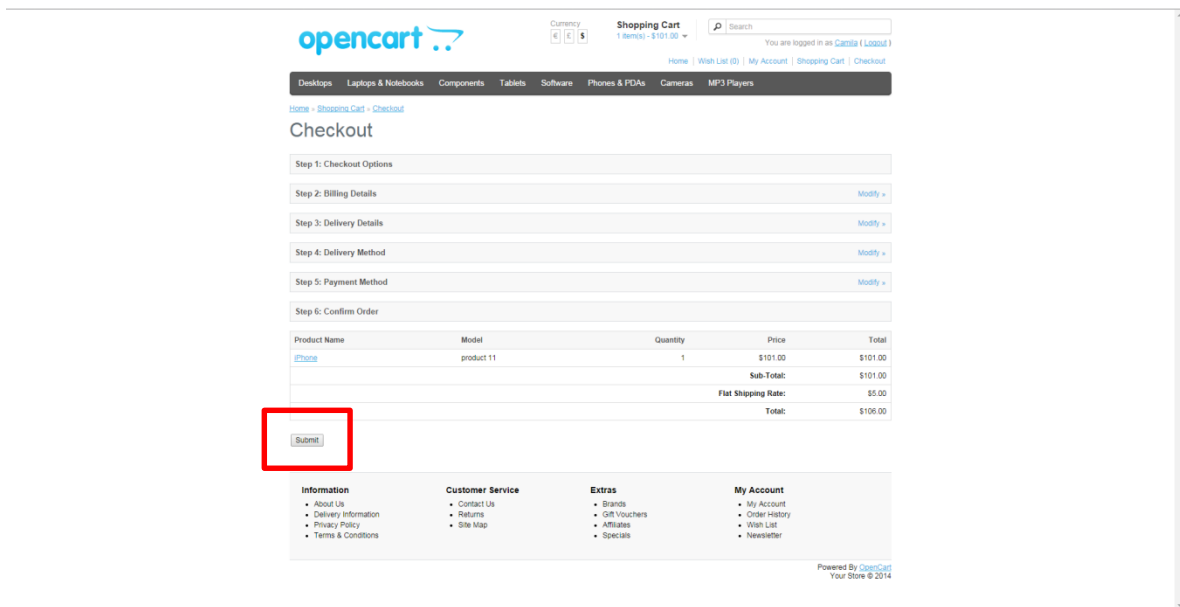 opencart
Currency
€ £ $
Shopping Cart
1 item(s) - $101.00
Search
You are logged in as Camila ( Logout )
Home | Wish List (0) | My Account | Shopping Cart | Checkout
Desktops Laptops & Notebooks Components Tablets Software Phones & PDAs Cameras MP3 Players
Home » Shopping Cart » Checkout
Checkout
Step 1: Checkout Options
Step 2: Billing Details Modify »
Step 3: Delivery Details Modify »
Step 4: Delivery Method Modify »
Step 5: Payment Method Modify »
Step 6: Confirm Order
Product Name Model Quantity Price Total
iPhone product 11 1 $101.00 $101.00
Sub-Total: $101.00
Flat Shipping Rate: $5.00
Total: $106.00
Submit
Information
• About Us
• Delivery Information
• Privacy Policy
• Terms & Conditions
Customer Service
• Contact Us
• Returns
• Site Map
Extras
• Brands
• Gift Vouchers
• Affiliates
• Specials
My Account
• My Account
• Order History
• Wish List
• Newsletter
Powered By OpenCart
Your Store © 2014